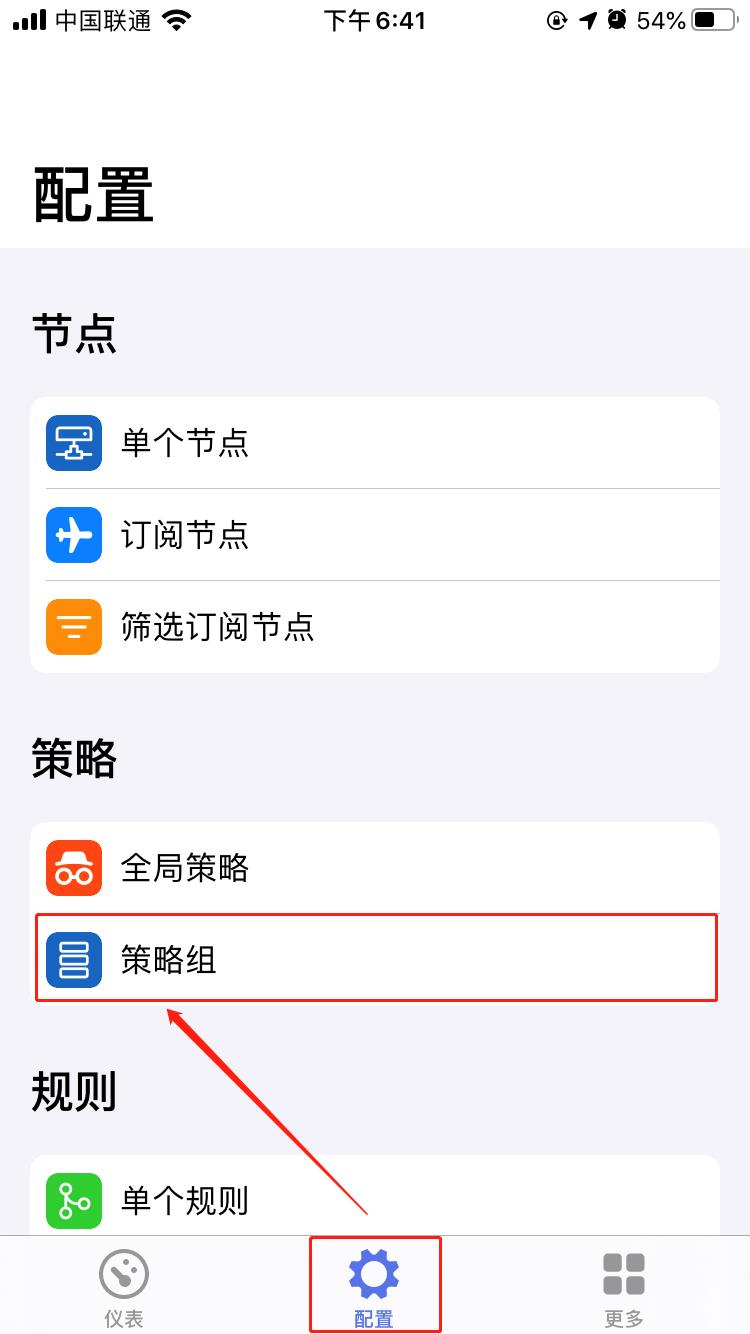 中国联通 下午6:41 54%
配置
节点
单个节点
订阅节点
筛选订阅节点
策略
全局策略
策略组
规则
单个规则
仪表 配置 更多